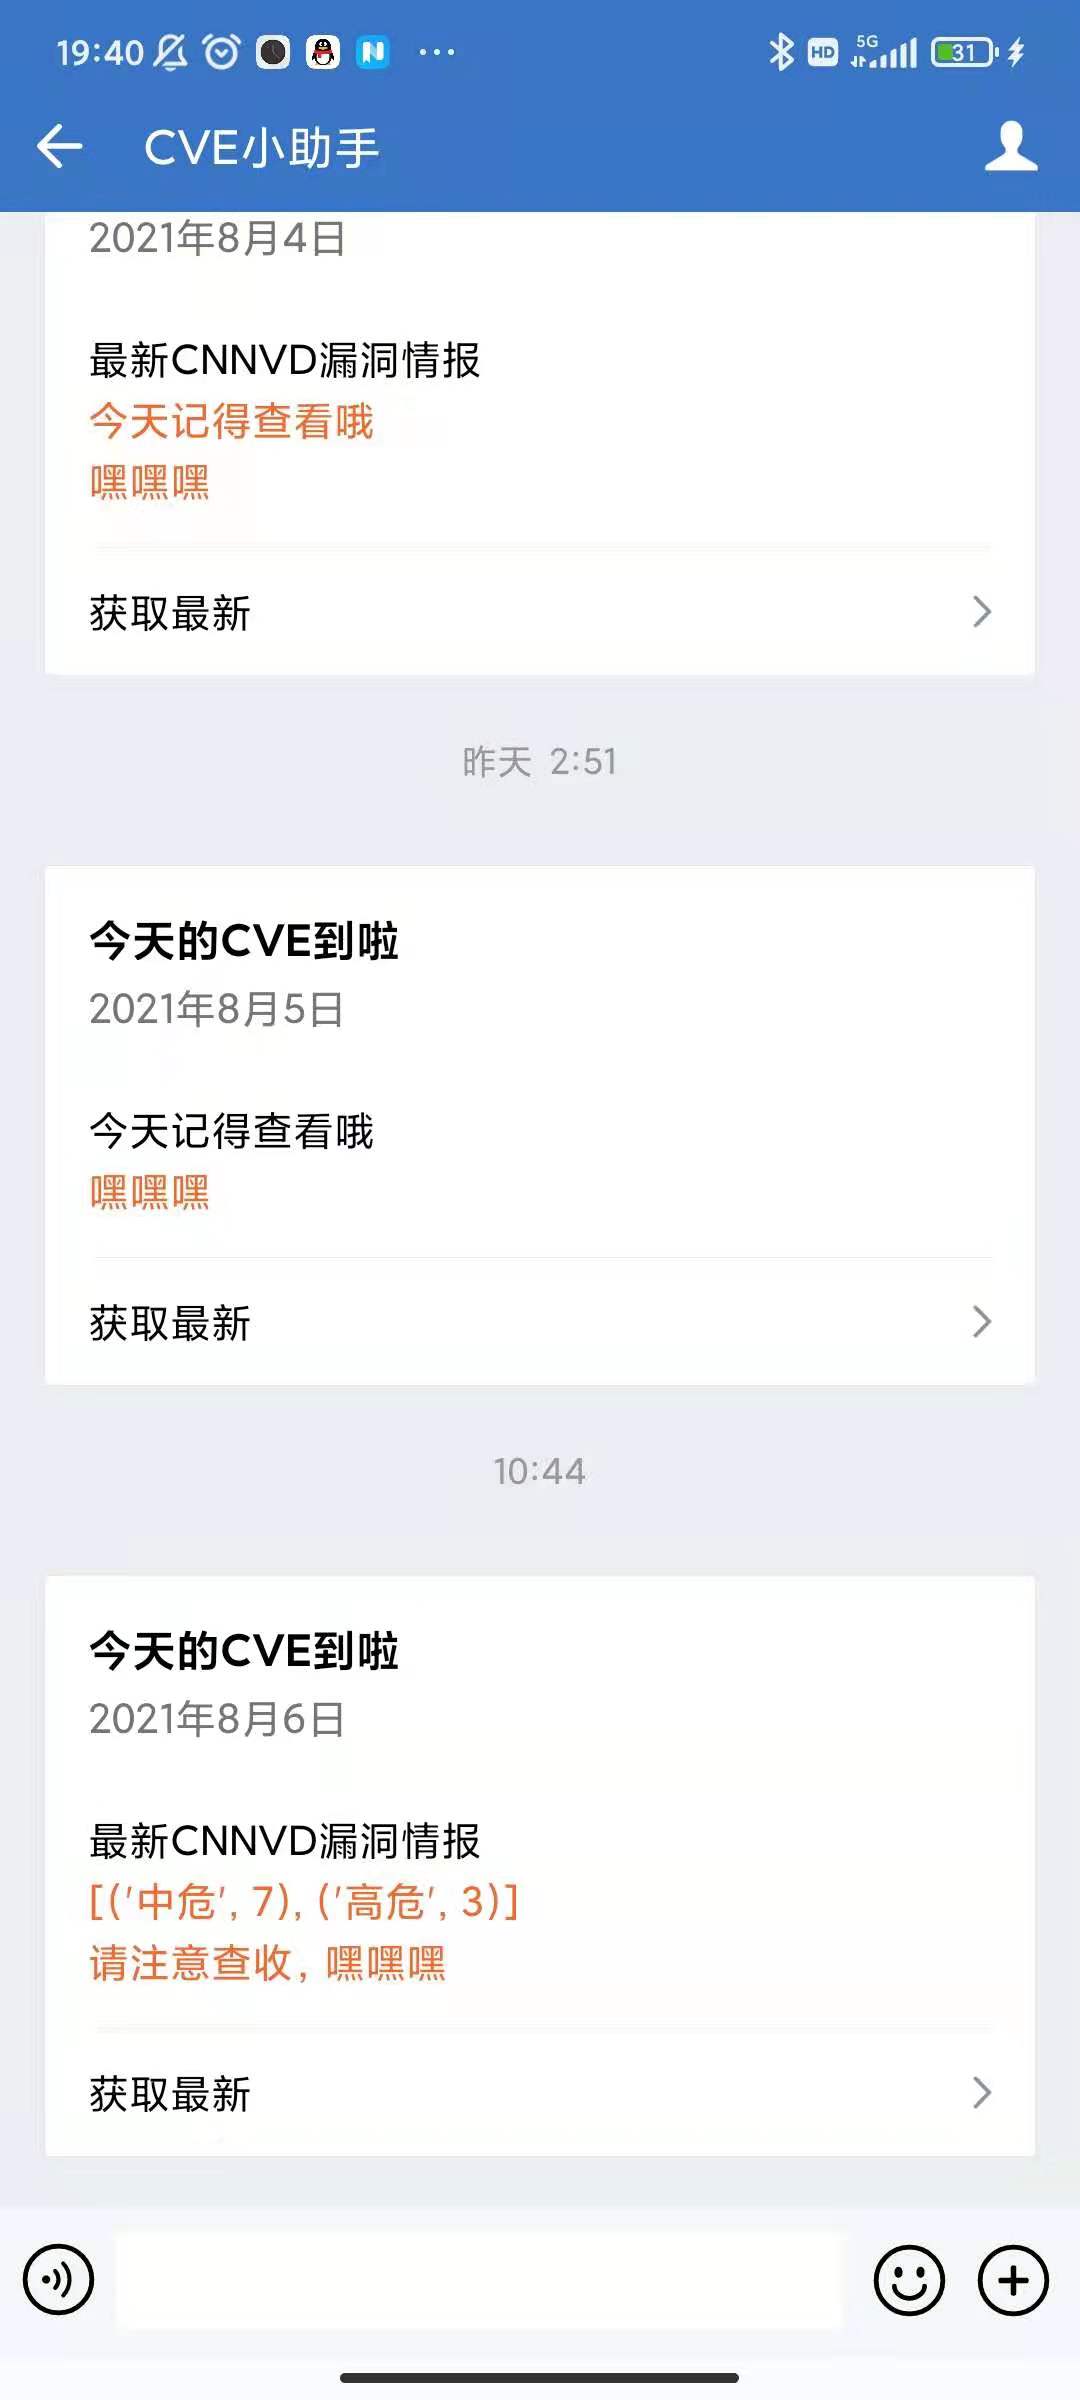 19:40
HD
5G
31
CVE小助手
2021年8月4日
最新CNNVD漏洞情报
今天记得查看哦
嘿嘿嘿
获取最新
昨天 2:51
今天的CVE到啦
2021年8月5日
今天记得查看哦
嘿嘿嘿
获取最新
10:44
今天的CVE到啦
2021年8月6日
最新CNNVD漏洞情报
[('中危', 7), ('高危', 3)]
请注意查收, 嘿嘿嘿
获取最新